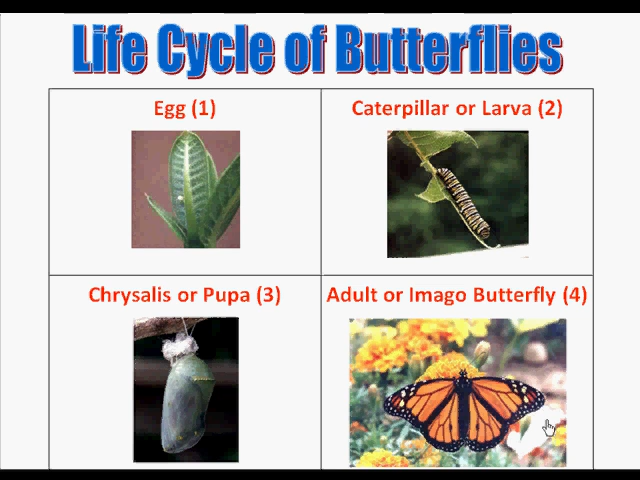 Life Cycle of Butterflies
Egg (1)
Caterpillar or Larva (2)
Chrysalis or Pupa (3)
Adult or Imago Butterfly (4)